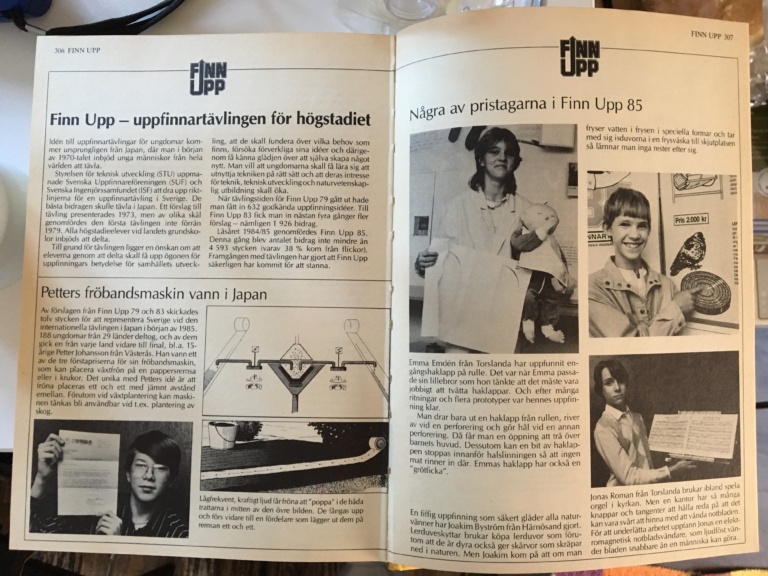 306 FINN UPP
FINN
UPP
Finn Upp – uppfinnartävlingen för högstadiet
Idén till uppfinnartävlingar för ungdomar kom-
mer ursprungligen från Japan, där man i början
av 1970-talet inbjöd unga människor från hela
världen att tävla.
Styrelsen för teknisk utveckling (STU) uppma-
nade Svenska Uppfinnareföreningen (SUF) och
Svenska Ingenjörssamfundet (ISF) att dra upp rikt-
linjerna för en uppfinnartävling i Sverige. De
bästa bidragen skulle tävla i Japan. Ett förslag till
tävling presenterades 1973, men av olika skäl
genomfördes den första tävlingen inte förrän
1979. Alla högstadieelever vid landets grundsko-
lor inbjöds att delta.
Till grund för tävlingen ligger en önskan om att
eleverna genom att delta skall få upp ögonen för
uppfinningars betydelse för samhällets utveck-
ling, att de skall fundera över vilka behov som
finn, försöka förverkliga sina idéer och därige-
nom få känna glädjen över att själva skapa något
nytt. Man vill att ungdomarna skall få lära sig att
utnyttja tekniken på rätt sätt och att deras intresse
för teknik, teknisk utveckling och naturvetenskap-
lig utbildning skall öka.
När tävlingstiden för Finn Upp 79 gått ut hade
man fått in 632 godkända uppfinningsidéer. Till
Finn Upp 83 fick man in nästan fyra gånger fler
förslag – nämligen 1 926 bidrag.
Läsåret 1984/85 genomfördes Finn Upp 85.
Denna gång blev antalet bidrag inte mindre än
4 593 stycken (varav 38 % kom från flickor).
Framgången med tävlingen har gjort att Finn Upp
säkerligen har kommit för att stanna.
Petters fröbandsmaskin vann i Japan
Av förslagen från Finn Upp 79 och 83 skickades
tolv stycken för att representera Sverige vid den
internationella tävlingen i Japan i början av 1985.
188 ungdomar från 29 länder deltog, och av dem
gick en från varje land vidare till final, bl.a. 15-
årige Petter Johansson från Västerås. Han vann ett
av de tre förstapriserna för sin fröbandsmaskin,
som kan placera växtfrön på en pappersremsa
eller i krukor. Det unika med Petters idé är att
fröna placeras ett och ett med jämnt avstånd
emellan. Förutom vid växtplantering kan maski-
nen tänkas bli användbar vid t.ex. plantering av
skog.
Lågfrekvent, kraftigt ljud får fröna att "poppa" i de båda
trattarna i mitten av den övre bilden. De fångas upp
och förs vidare till en fördelare som lägger ut dem på
remsan ett och ett.
FINN UPP 307
FINN
UPP
Några av pristagarna i Finn Upp 85
Emma Emdén från Torslanda har uppfunnit en-
gångshaklapp på rulle. Det var när Emma passa-
de sin lillebror som hon tänkte att det måste vara
jobbigt att tvätta haklappar. Och efter många
ritningar och flera prototyper var hennes uppfin-
ning klar.
Man drar bara ut en haklapp från rullen, river
av vid en perforering och gör hål vid en annan
perforering. Då får man en öppning att trä över
barnets huvud. Dessutom kan en bit av haklap-
pen stoppas innanför halslinningen så att ingen
mat rinner in där. Emmas haklapp har också en
"grötficka".
En fiffig uppfinning som säkert gläder alla natur-
vänner har Joakim Byström från Härnösand gjort.
Lerduveskyttar brukar köpa lerduvor som föru-
tom att de är dyra också ger skärvor som skräpar
ned i naturen. Men Joakim kom på att om man
fryser vatten i frysen i speciella formar och tar
med sig isduvorna i en frysväska till skjutplatsen
så lämnar man inga rester efter sig.
NNAR
Pris 2.000 kr
Jonas Roman från Torslanda brukar ibland spela
orgel i kyrkan. Men en kantor har så många
knappar och tangenter att hålla reda på att det
kan vara svårt att hinna med att vända notbladen.
För att underlätta arbetet uppfann Jonas en elekt-
romagnetisk notbladsvändare, som ljudlöst vän-
der bladen snabbare än en människa kan göra.